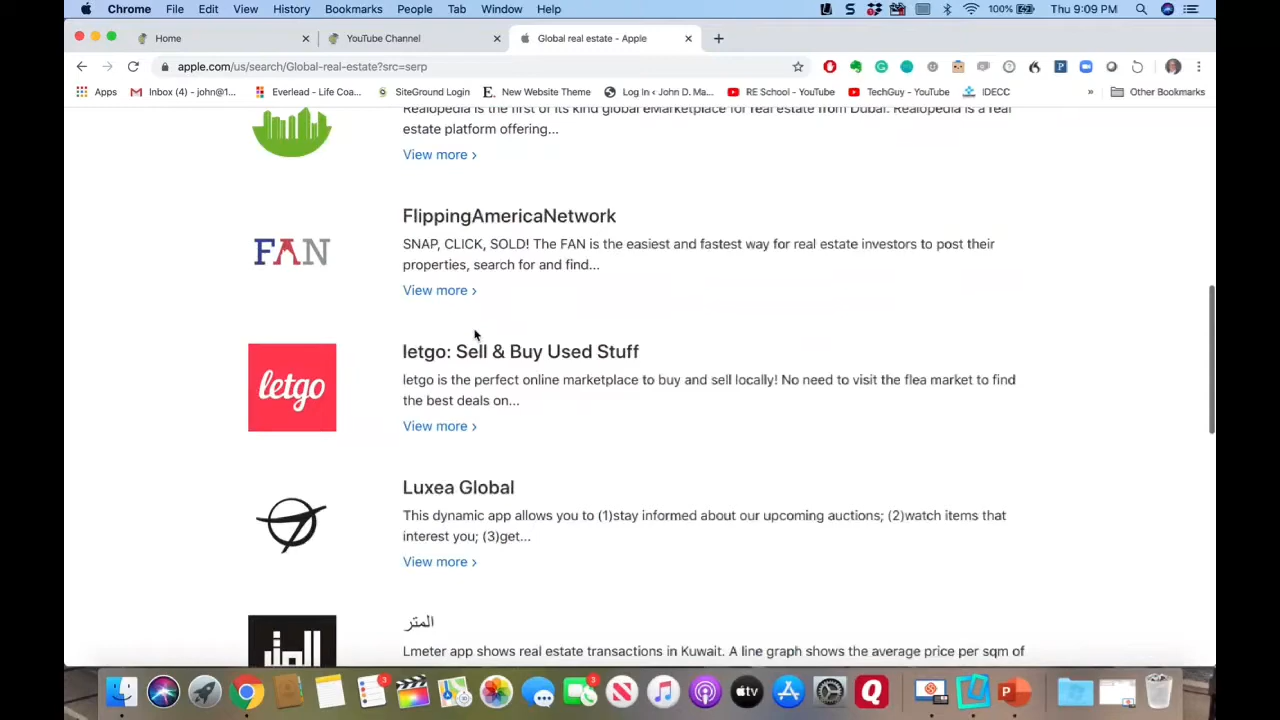 Chrome File Edit View History Bookmarks People Tab Window Help 100% Thu 9:09 PM
Home YouTube Channel Global real estate - Apple
apple.com/us/search/Global-real-estate?src=serp
Apps Inbox (4) - john@1... Everlead - Life Coa... SiteGround Login New Website Theme Log In ‹ John D. Ma... RE School - YouTube TechGuy - YouTube IDECC » Other Bookmarks
Realopedia is the first of its kind global eMarketplace for real estate from Dubai. Realopedia is a real
estate platform offering...
View more ›
FlippingAmericaNetwork
FAN
SNAP, CLICK, SOLD! The FAN is the easiest and fastest way for real estate investors to post their
properties, search for and find...
View more ›
letgo: Sell & Buy Used Stuff
letgo
letgo is the perfect online marketplace to buy and sell locally! No need to visit the flea market to find
the best deals on...
View more ›
Luxea Global
This dynamic app allows you to (1)stay informed about our upcoming auctions; (2)watch items that
interest you; (3)get...
View more ›
المتر
Lmeter app shows real estate transactions in Kuwait. A line graph shows the average price per sqm of
3 3 tv